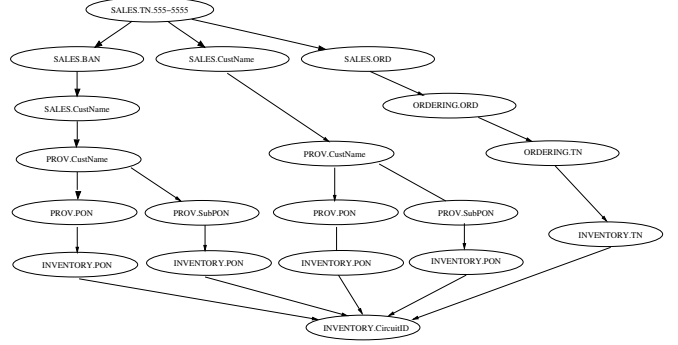 SALES.TN.555-5555
SALES.BAN
SALES.CustName
SALES.ORD
SALES.CustName
ORDERING.ORD
PROV.CustName
PROV.CustName
ORDERING.TN
PROV.PON
PROV.SubPON
PROV.PON
PROV.SubPON
INVENTORY.TN
INVENTORY.PON
INVENTORY.PON
INVENTORY.PON
INVENTORY.PON
INVENTORY.CircuitID